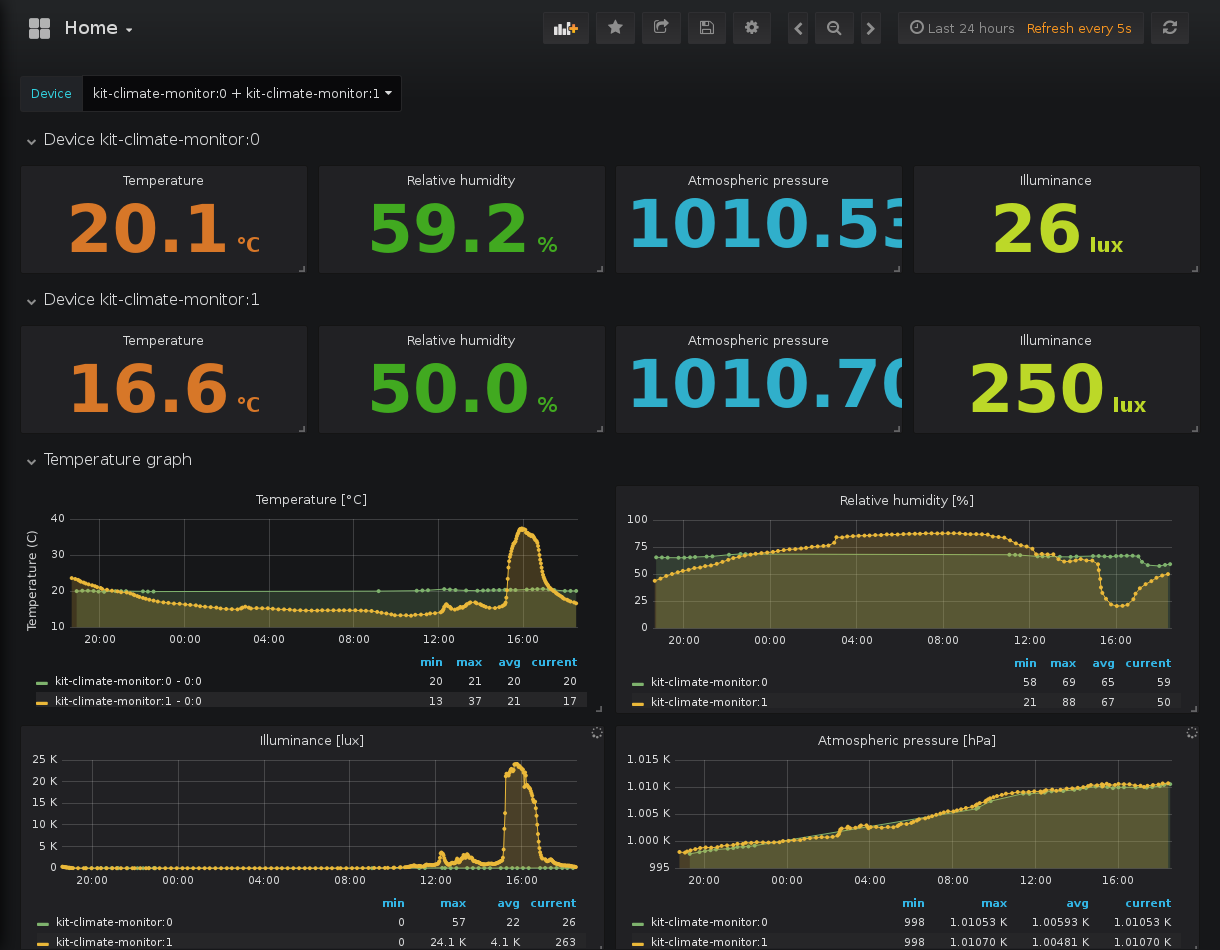 Home
Last 24 hours Refresh every 5s
Device kit-climate-monitor:0 + kit-climate-monitor:1
Device kit-climate-monitor:0
Temperature Relative humidity Atmospheric pressure Illuminance
20.1 °C 59.2 % 1010.53 26 lux
Device kit-climate-monitor:1
Temperature Relative humidity Atmospheric pressure Illuminance
16.6 °C 50.0 % 1010.70 250 lux
Temperature graph
Temperature [°C]
Temperature (C)
40
30
20
10
20:00 00:00 04:00 08:00 12:00 16:00
min max avg current
kit-climate-monitor:0 - 0:0 20 21 20 20
kit-climate-monitor:1 - 0:0 13 37 21 17
Relative humidity [%]
100
75
50
25
0
20:00 00:00 04:00 08:00 12:00 16:00
min max avg current
kit-climate-monitor:0 58 69 65 59
kit-climate-monitor:1 21 88 67 50
Illuminance [lux]
25 K
20 K
15 K
10 K
5 K
0
20:00 00:00 04:00 08:00 12:00 16:00
min max avg current
kit-climate-monitor:0 0 57 22 26
kit-climate-monitor:1 0 24.1 K 4.1 K 263
Atmospheric pressure [hPa]
1.015 K
1.010 K
1.005 K
1.000 K
995
20:00 00:00 04:00 08:00 12:00 16:00
min max avg current
kit-climate-monitor:0 998 1.01053 K 1.00593 K 1.01053 K
kit-climate-monitor:1 998 1.01070 K 1.00481 K 1.01070 K